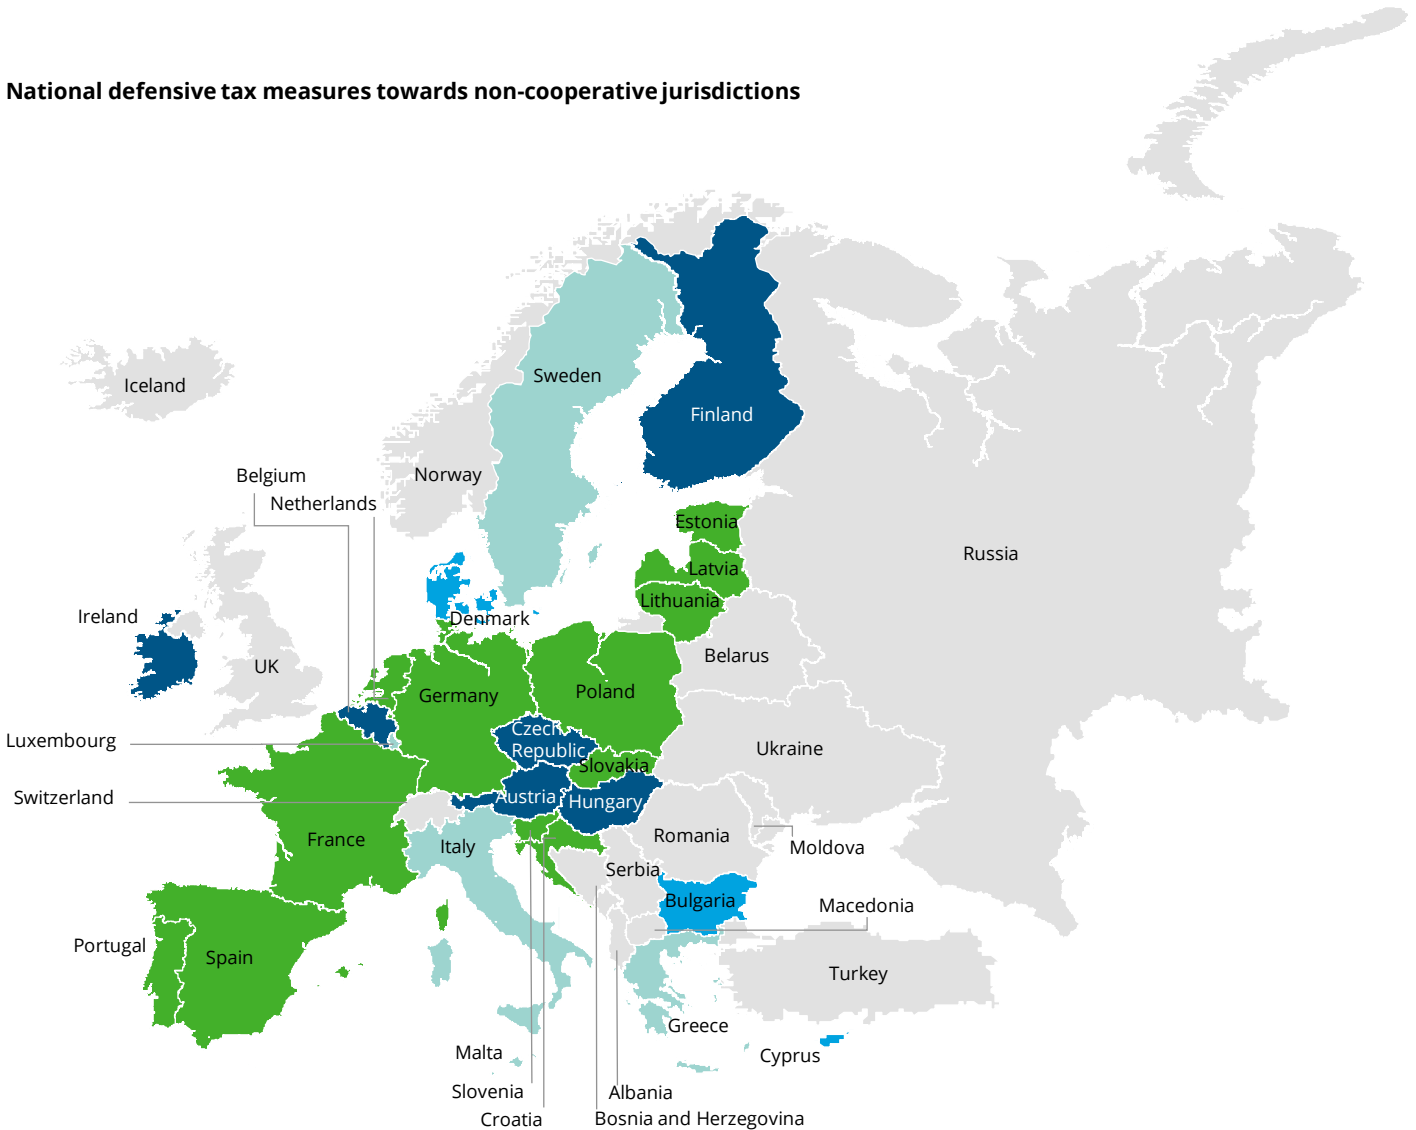 National defensive tax measures towards non-cooperative jurisdictions
Iceland
Sweden
Finland
Norway
Belgium
Netherlands
Estonia
Russia
Latvia
Lithuania
Ireland
Denmark
Belarus
UK
Germany
Poland
Luxembourg
Czech
Republic
Ukraine
Slovakia
Switzerland
Austria
Hungary
France
Italy
Romania
Moldova
Serbia
Bulgaria
Macedonia
Portugal
Spain
Turkey
Greece
Malta
Cyprus
Slovenia
Albania
Croatia
Bosnia and Herzegovina